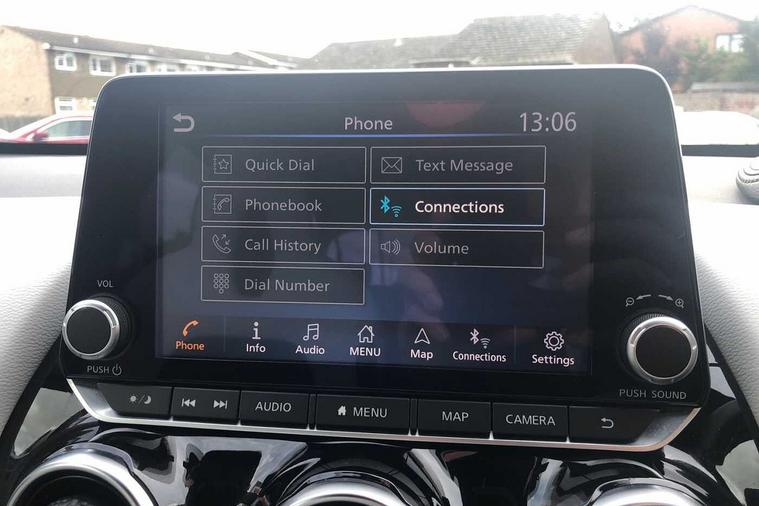 Phone
13:06
Quick Dial
Text Message
Phonebook
Connections
Call History
Volume
Dial Number
Phone
Info
Audio
MENU
Map
Connections
Settings
VOL
PUSH
PUSH SOUND
AUDIO
MENU
MAP
CAMERA